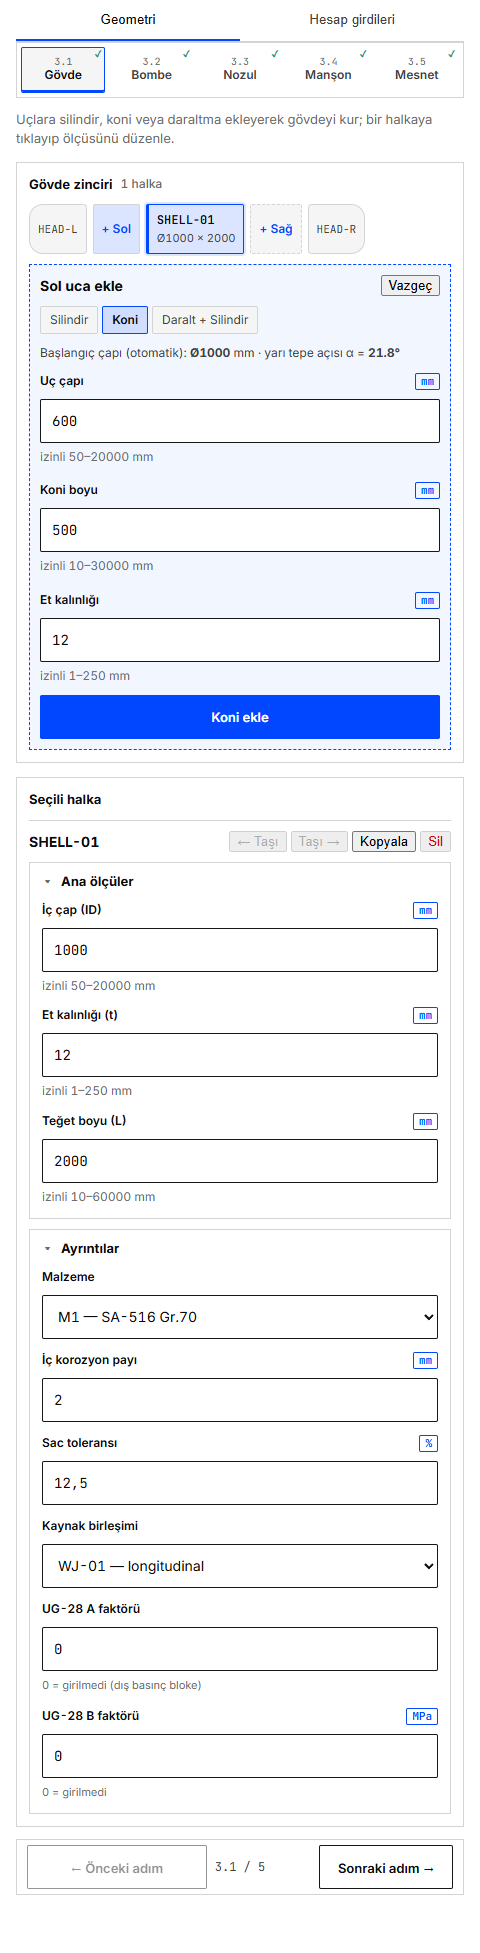 Geometri
Hesap girdileri
3.1 ✓
Gövde
3.2 ✓
Bombe
3.3 ✓
Nozul
3.4 ✓
Manşon
3.5 ✓
Mesnet
Uçlara silindir, koni veya daraltma ekleyerek gövdeyi kur; bir halkaya
tıklayıp ölçüsünü düzenle.
Gövde zinciri 1 halka
HEAD-L
+ Sol
SHELL-01
Ø1000 × 2000
+ Sağ
HEAD-R
Sol uca ekle
Vazgeç
Silindir
Koni
Daralt + Silindir
Başlangıç çapı (otomatik): Ø1000 mm · yarı tepe açısı α = 21.8°
Uç çapı mm
600
izinli 50–20000 mm
Koni boyu mm
500
izinli 10–30000 mm
Et kalınlığı mm
12
izinli 1–250 mm
Koni ekle
Seçili halka
SHELL-01
← Taşı
Taşı →
Kopyala
Sil
Ana ölçüler
İç çap (ID) mm
1000
izinli 50–20000 mm
Et kalınlığı (t) mm
12
izinli 1–250 mm
Teğet boyu (L) mm
2000
izinli 10–60000 mm
Ayrıntılar
Malzeme
M1 — SA-516 Gr.70
İç korozyon payı mm
2
Sac toleransı %
12,5
Kaynak birleşimi
WJ-01 — longitudinal
UG-28 A faktörü
0
0 = girilmedi (dış basınç bloke)
UG-28 B faktörü MPa
0
0 = girilmedi
← Önceki adım
3.1 / 5
Sonraki adım →